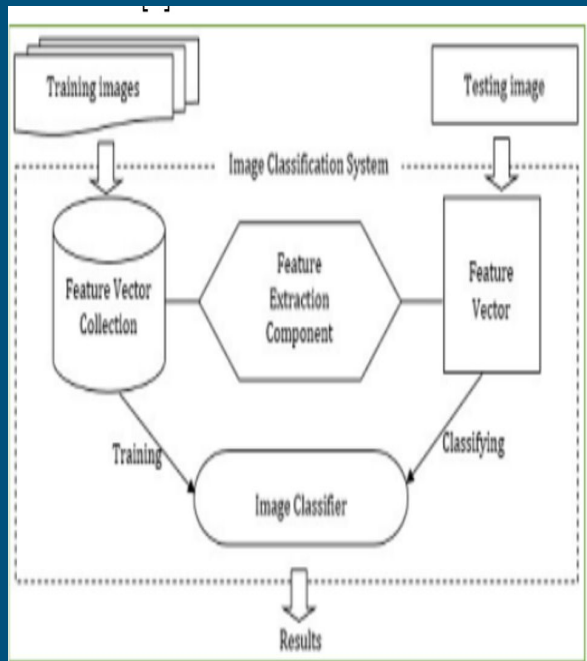 Training images
Testing image
Image Classification System
Feature Vector
Collection
Feature
Extraction
Component
Feature
Vector
Training
Classifying
Image Classifier
Results